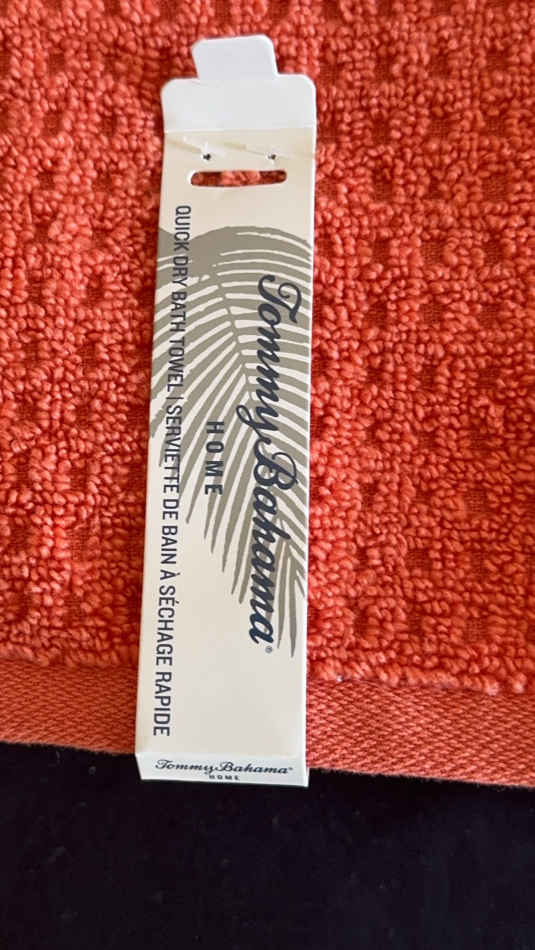 Tommy Bahama®
HOME
QUICK DRY BATH TOWEL | SERVIETTE DE BAIN À SÉCHAGE RAPIDE
Tommy Bahama®
HOME